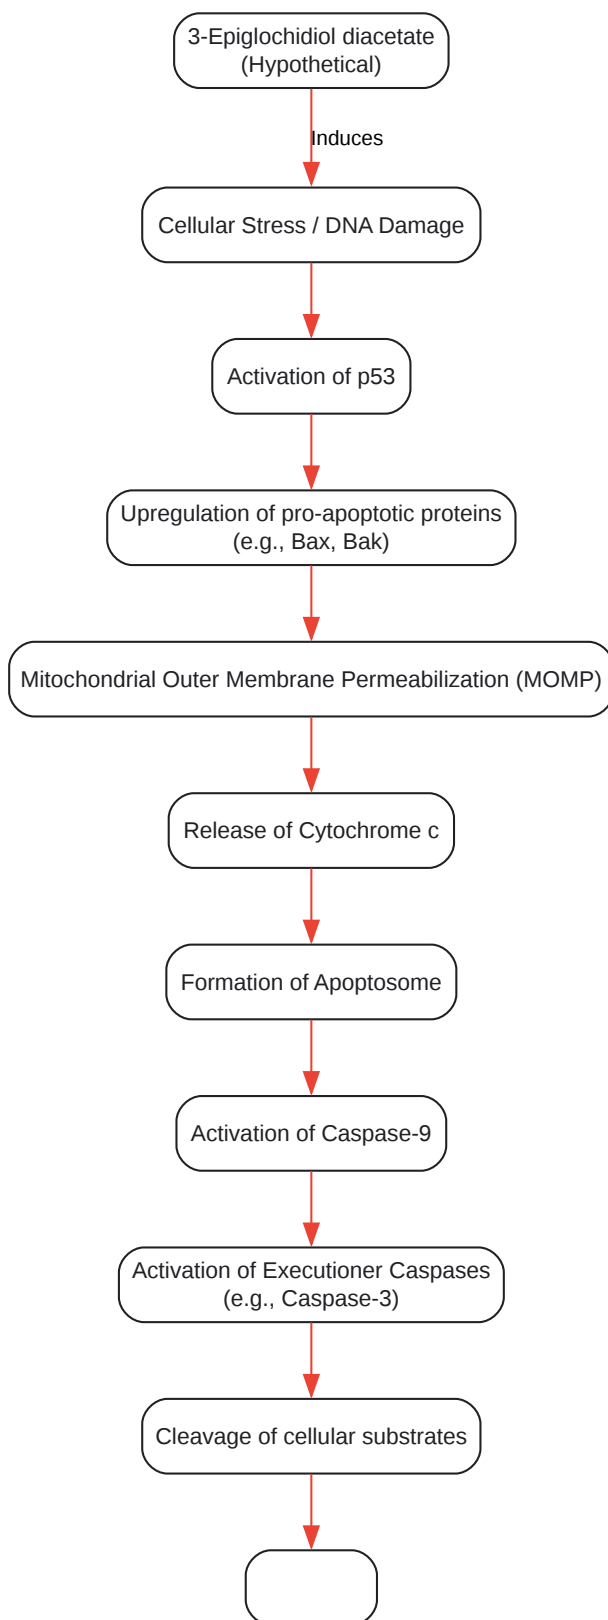 3-Epiglochidiol diacetate
(Hypothetical)
Induces
Cellular Stress / DNA Damage
Activation of p53
Upregulation of pro-apoptotic proteins
(e.g., Bax, Bak)
Mitochondrial Outer Membrane Permeabilization (MOMP)
Release of Cytochrome c
Formation of Apoptosome
Activation of Caspase-9
Activation of Executioner Caspases
(e.g., Caspase-3)
Cleavage of cellular substrates